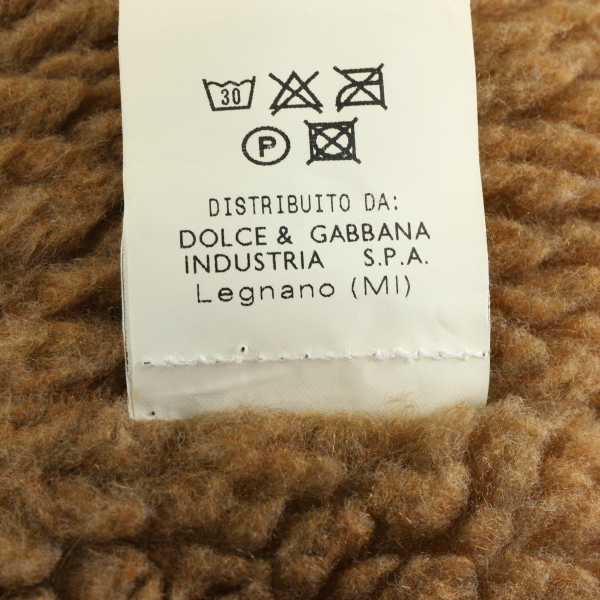 30
P
DISTRIBUITO DA:
DOLCE & GABBANA
INDUSTRIA S.P.A.
Legnano (MI)